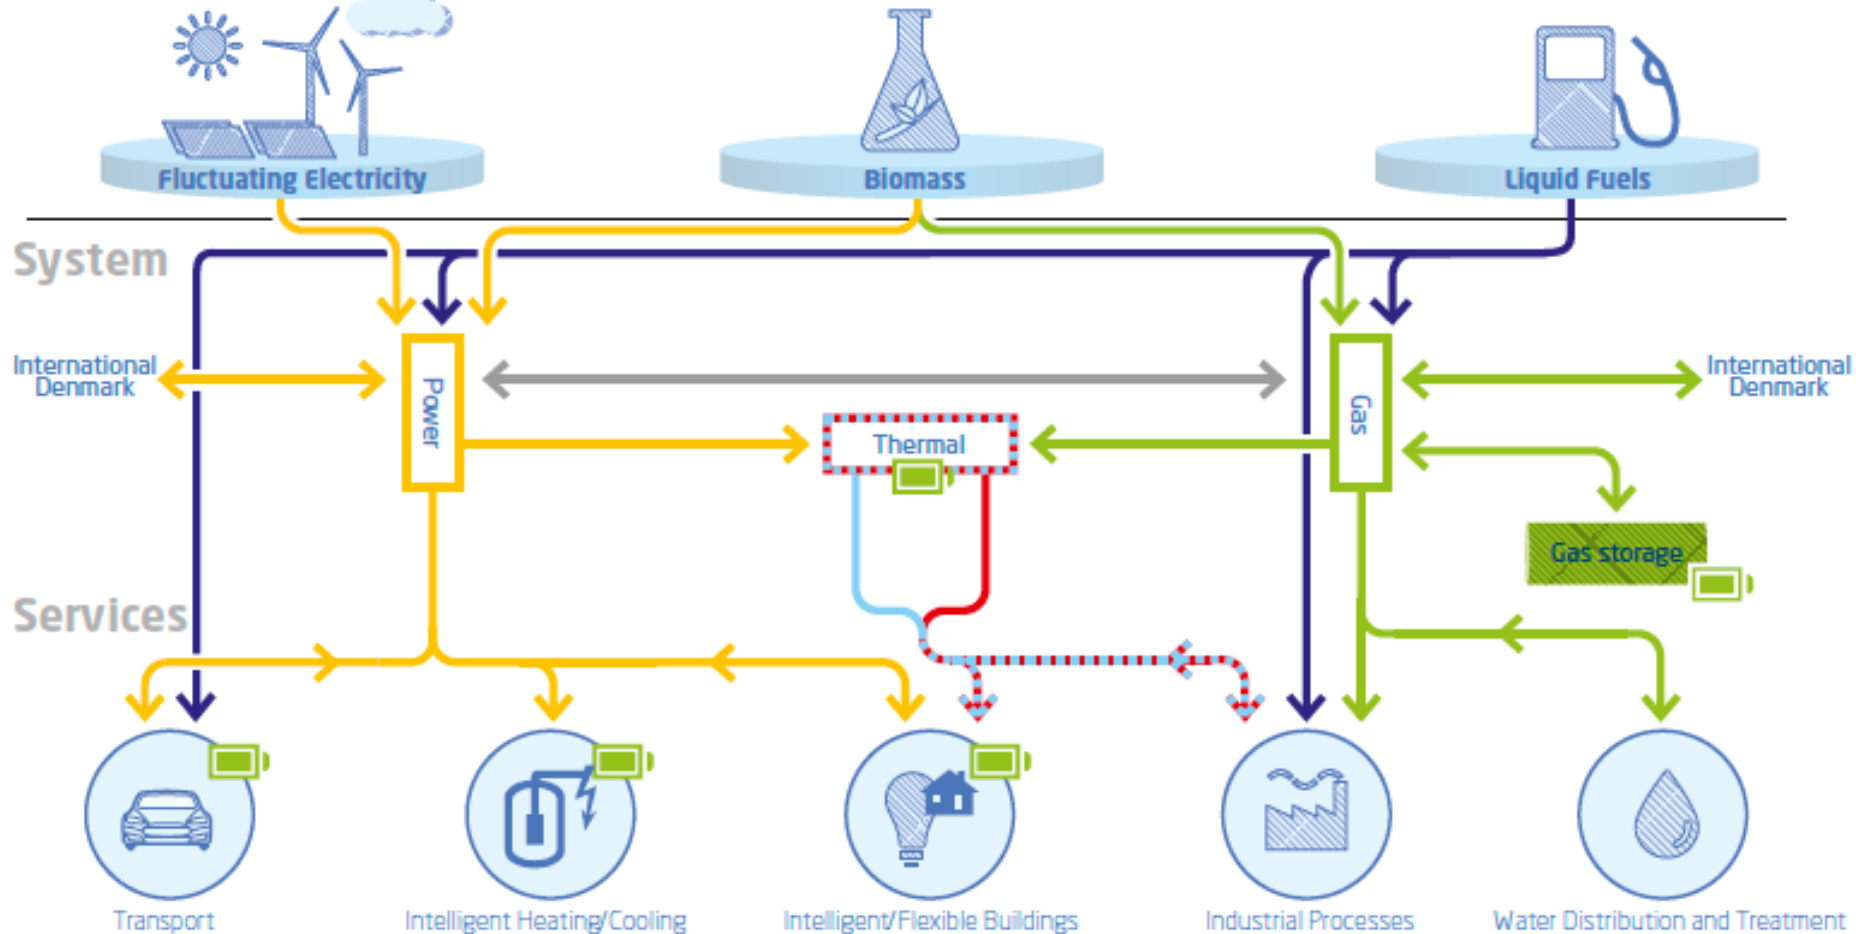 Fluctuating Electricity
Biomass
Liquid Fuels
System
International
Denmark
Power
Thermal
Gas
International
Denmark
Gas storage
Services
Transport
Intelligent Heating/Cooling
Intelligent/Flexible Buildings
Industrial Processes
Water Distribution and Treatment